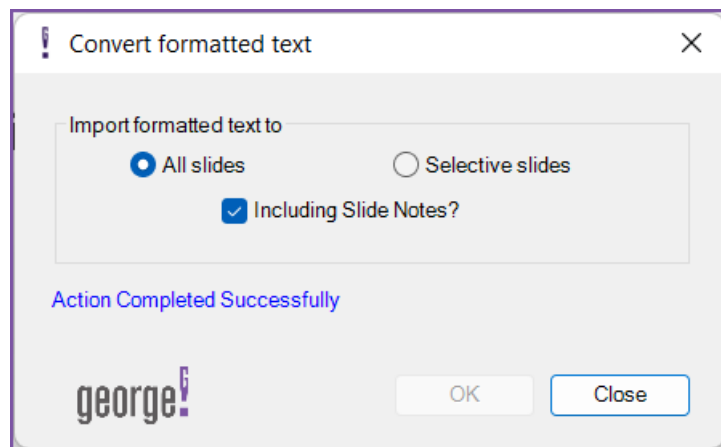 Convert formatted text
Import formatted text to
All slides
Selective slides
Including Slide Notes?
Action Completed Successfully
george!
OK
Close